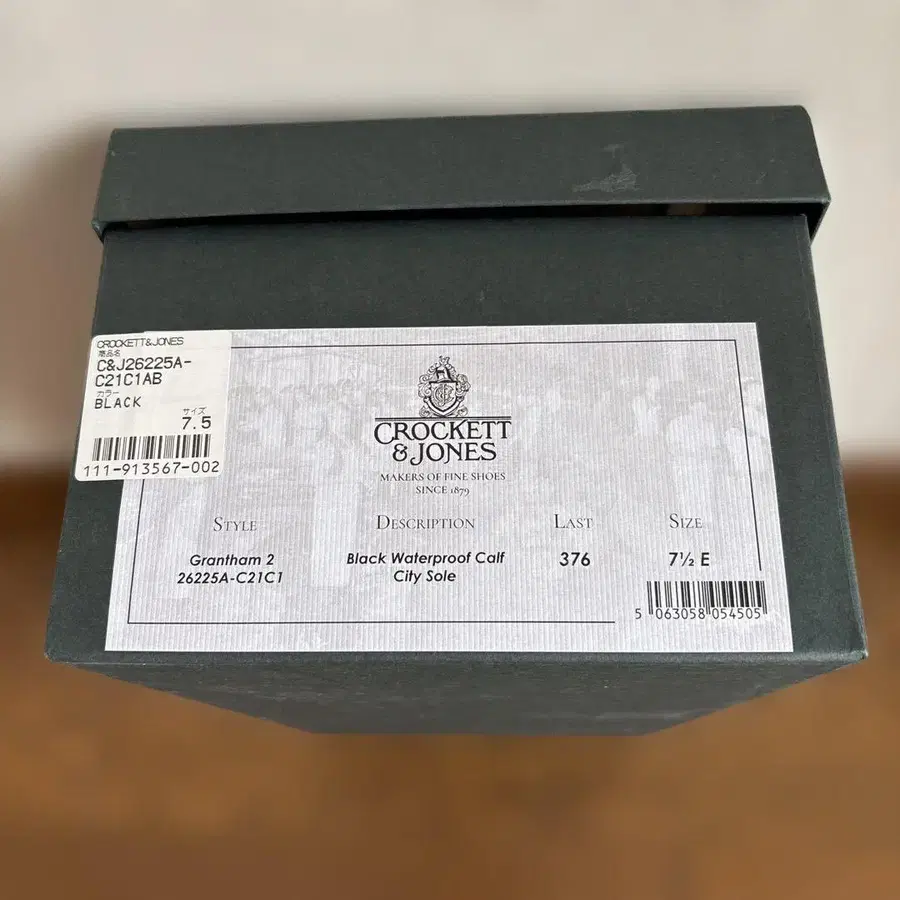 CROCKETT&JONES
商品名
C&J26225A-
C21C1AB
カラー
BLACK
サイズ
7.5
111-913567-002
CROCKETT
& JONES
MAKERS OF FINE SHOES
SINCE 1879
STYLE DESCRIPTION LAST SIZE
Grantham 2 Black Waterproof Calf 376 7½ E
26225A-C21C1 City Sole
5 063058 054505